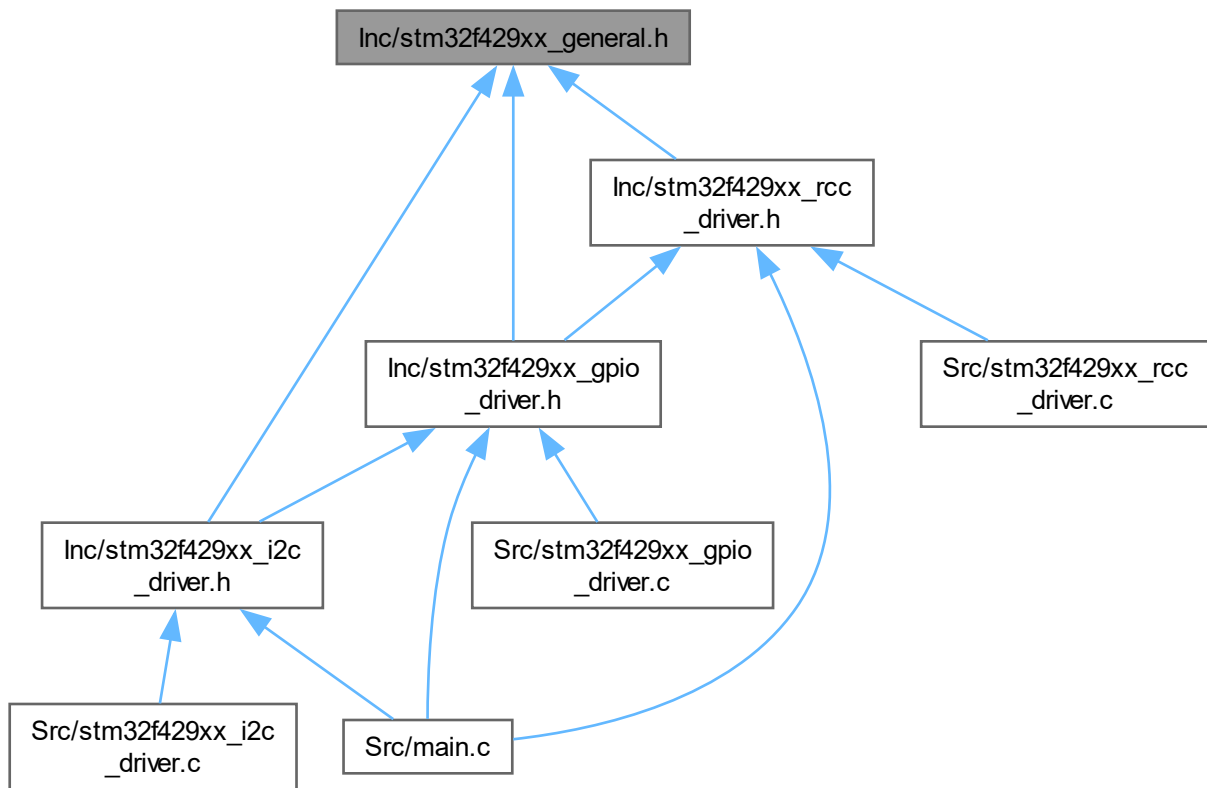 Inc/stm32f429xx_general.h
Inc/stm32f429xx_rcc
_driver.h
Inc/stm32f429xx_gpio
_driver.h
Src/stm32f429xx_rcc
_driver.c
Inc/stm32f429xx_i2c
_driver.h
Src/stm32f429xx_gpio
_driver.c
Src/stm32f429xx_i2c
_driver.c
Src/main.c